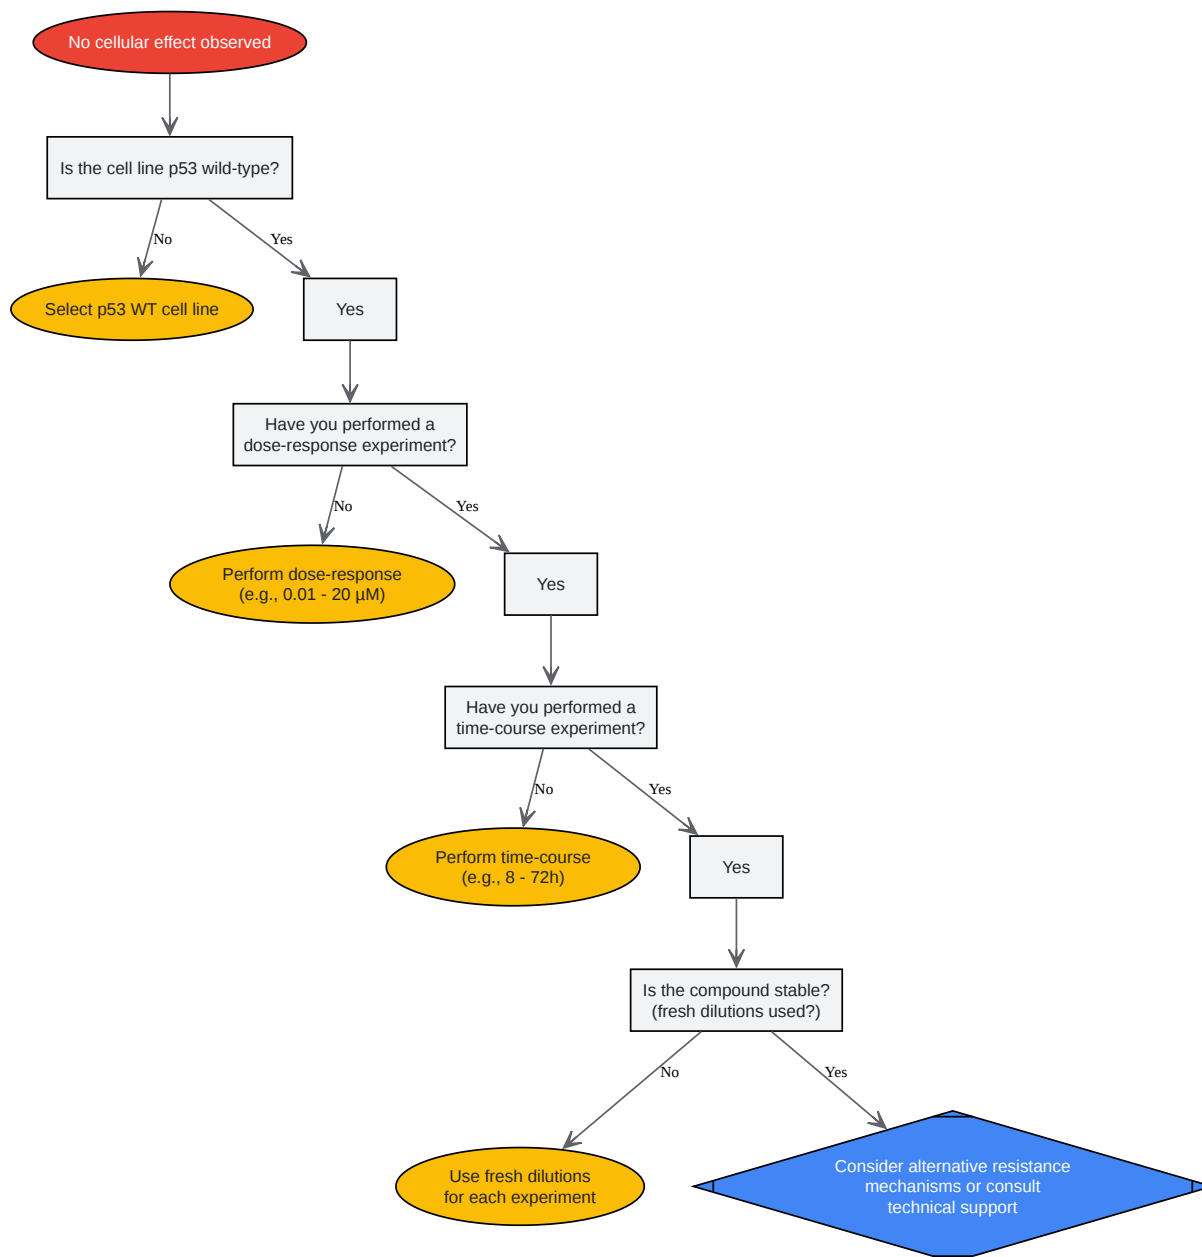 No cellular effect observed
Is the cell line p53 wild-type?
No
Yes
Select p53 WT cell line
Yes
Have you performed a
dose-response experiment?
No
Yes
Perform dose-response
(e.g., 0.01 - 20 µM)
Yes
Have you performed a
time-course experiment?
No
Yes
Perform time-course
(e.g., 8 - 72h)
Yes
Is the compound stable?
(fresh dilutions used?)
No
Yes
Use fresh dilutions
for each experiment
Consider alternative resistance
mechanisms or consult
technical support